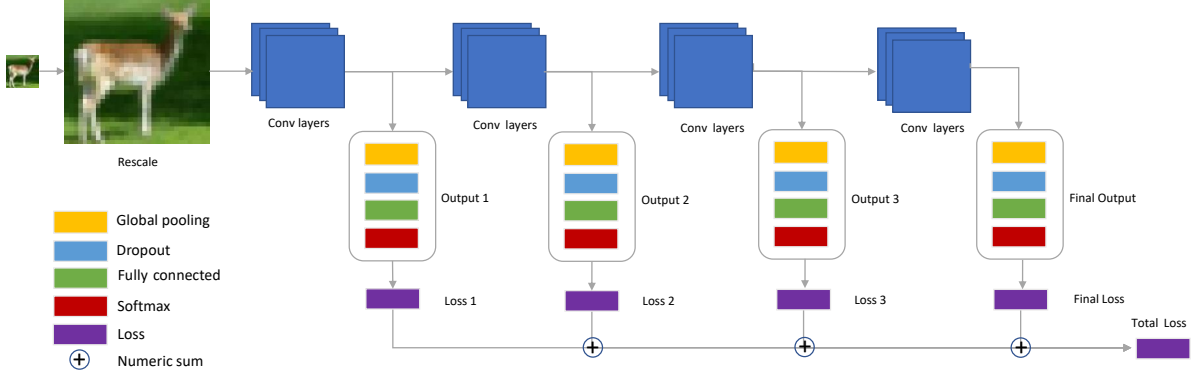 Conv layers
Conv layers
Conv layers
Conv layers
Rescale
Output 1
Output 2
Output 3
Final Output
Global pooling
Dropout
Fully connected
Softmax
Loss
Numeric sum
Loss 1
Loss 2
Loss 3
Final Loss
Total Loss